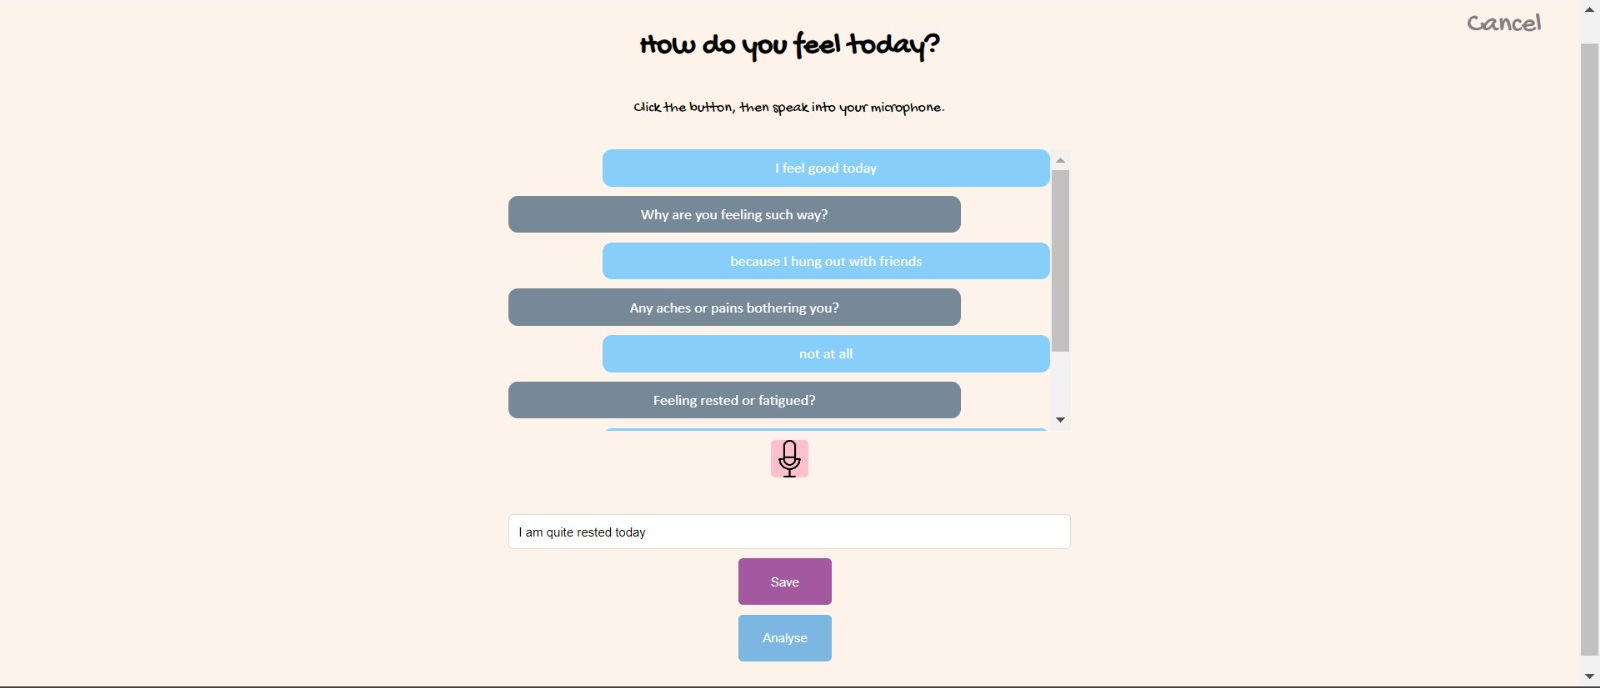 Cancel
How do you feel today?
Click the button, then speak into your microphone.
I feel good today
Why are you feeling such way?
because I hung out with friends
Any aches or pains bothering you?
not at all
Feeling rested or fatigued?
I am quite rested today
Save
Analyse